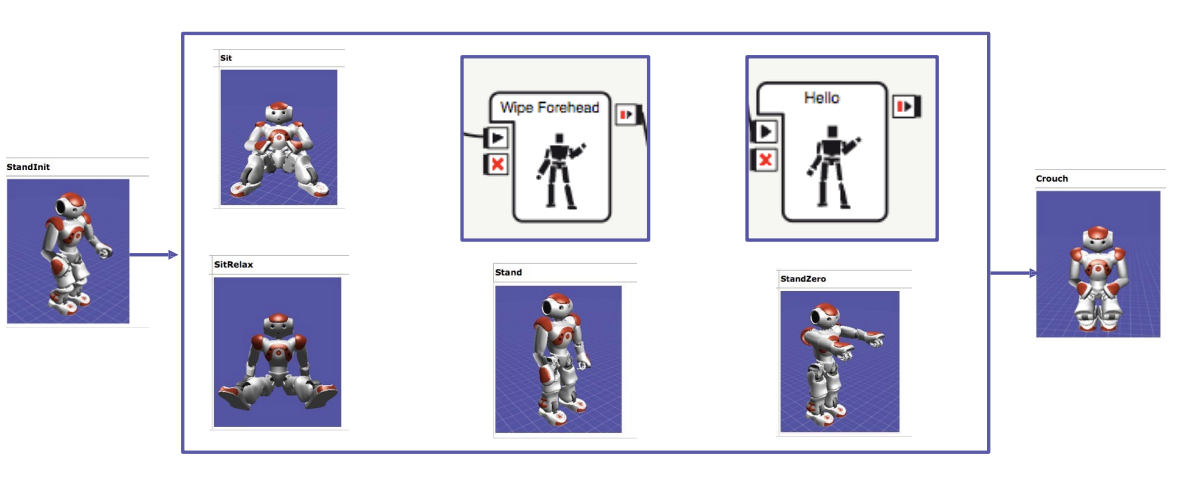 StandInit
Sit
SitRelax
Wipe Forehead
Stand
Hello
StandZero
Crouch